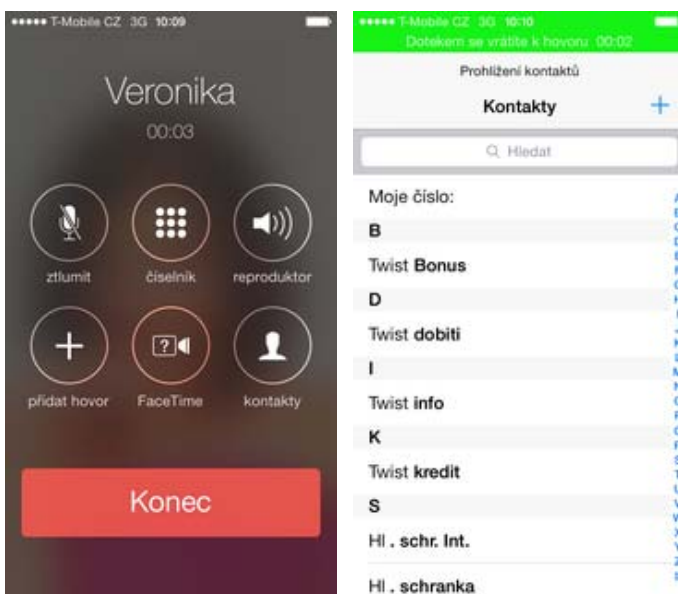 T-Mobile CZ 3G 10:09
Veronika
00:03
ztlumit číselník reproduktor
přidat hovor FaceTime kontakty
Konec
T-Mobile CZ 3G 10:10
Dotekem se vrátíte k hovoru 00:02
Prohlížení kontaktů
Kontakty
Hledat
Moje číslo:
B
Twist Bonus
D
Twist dobiti
I
Twist info
K
Twist kredit
S
Hl . schr. Int.
Hl . schranka